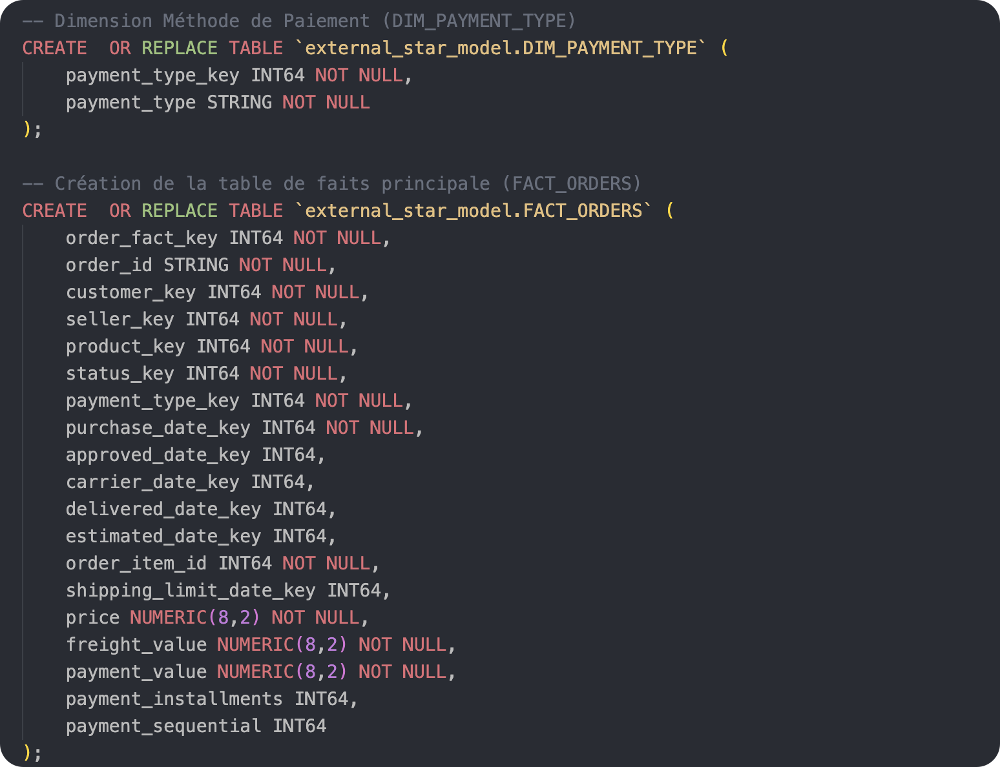 -- Dimension Méthode de Paiement (DIM_PAYMENT_TYPE)
CREATE  OR REPLACE TABLE `external_star_model.DIM_PAYMENT_TYPE` (
    payment_type_key INT64 NOT NULL,
    payment_type STRING NOT NULL
);

-- Création de la table de faits principale (FACT_ORDERS)
CREATE  OR REPLACE TABLE `external_star_model.FACT_ORDERS` (
    order_fact_key INT64 NOT NULL,
    order_id STRING NOT NULL,
    customer_key INT64 NOT NULL,
    seller_key INT64 NOT NULL,
    product_key INT64 NOT NULL,
    status_key INT64 NOT NULL,
    payment_type_key INT64 NOT NULL,
    purchase_date_key INT64 NOT NULL,
    approved_date_key INT64,
    carrier_date_key INT64,
    delivered_date_key INT64,
    estimated_date_key INT64,
    order_item_id INT64 NOT NULL,
    shipping_limit_date_key INT64,
    price NUMERIC(8,2) NOT NULL,
    freight_value NUMERIC(8,2) NOT NULL,
    payment_value NUMERIC(8,2) NOT NULL,
    payment_installments INT64,
    payment_sequential INT64
);